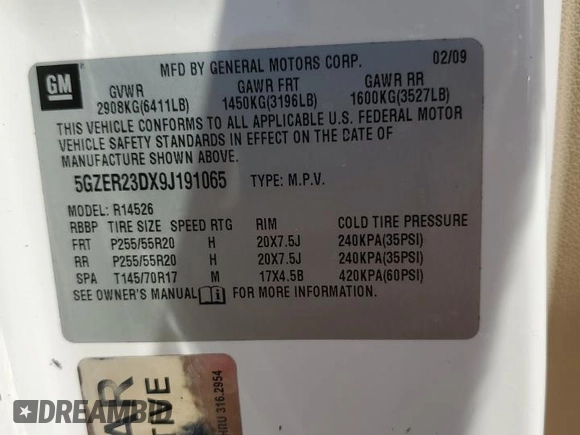 GM
MFD BY GENERAL MOTORS CORP. 02/09
GVWR GAWR FRT GAWR RR
2908KG(6411LB) 1450KG(3196LB) 1600KG(3527LB)
THIS VEHICLE CONFORMS TO ALL APPLICABLE U.S. FEDERAL MOTOR
VEHICLE SAFETY STANDARDS IN EFFECT ON THE DATE OF
MANUFACTURE SHOWN ABOVE.
5GZER23DX9J191065 TYPE: M.P.V.
MODEL: R14526
RBBP TIRE SIZE SPEED RTG RIM COLD TIRE PRESSURE
FRT P255/55R20 H 20X7.5J 240KPA(35PSI)
RR P255/55R20 H 20X7.5J 240KPA(35PSI)
SPA T145/70R17 M 17X4.5B 420KPA(60PSI)
SEE OWNER'S MANUAL FOR MORE INFORMATION.
AR
TIVE
THRU 316.2954
DREAMBID